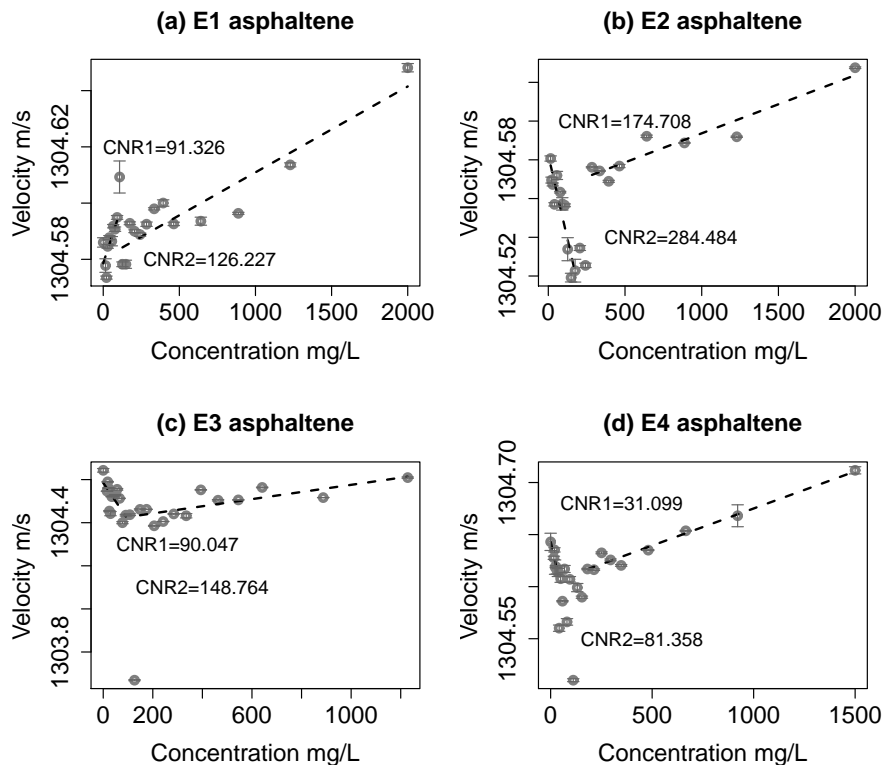 (a) E1 asphaltene
Velocity m/s
1304.62
1304.58
CNR1=91.326
CNR2=126.227
0 500 1000 1500 2000
Concentration mg/L
(b) E2 asphaltene
Velocity m/s
1304.58
1304.52
CNR1=174.708
CNR2=284.484
0 500 1000 1500 2000
Concentration mg/L
(c) E3 asphaltene
Velocity m/s
1304.4
1303.8
CNR1=90.047
CNR2=148.764
0 200 600 1000
Concentration mg/L
(d) E4 asphaltene
Velocity m/s
1304.70
1304.55
CNR1=31.099
CNR2=81.358
0 500 1000 1500
Concentration mg/L